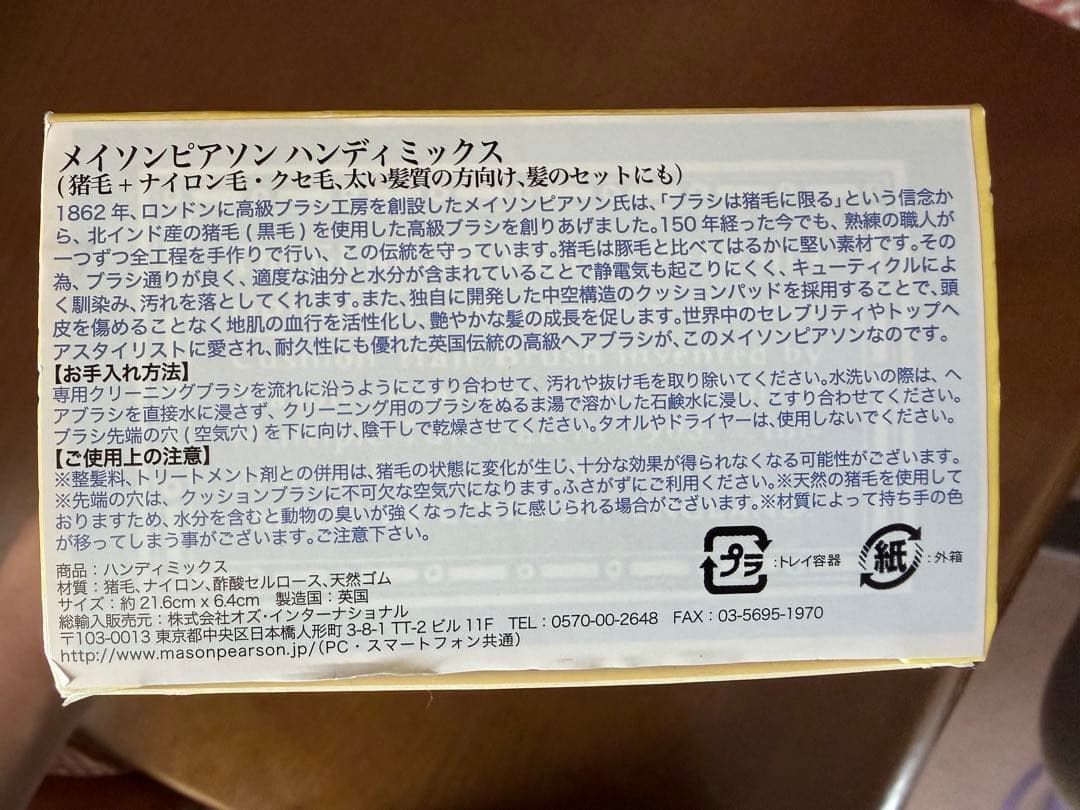 メイソンピアソン ハンディミックス
(猪毛+ナイロン毛・クセ毛、太い髪質の方向け、髪のセットにも)
1862年、ロンドンに高級ブラシ工房を創設したメイソンピアソン氏は、「ブラシは猪毛に限る」という信念か
ら、北インド産の猪毛(黒毛)を使用した高級ブラシを創りあげました。150年経った今でも、熟練の職人が
一つずつ全工程を手作りで行い、この伝統を守っています。猪毛は豚毛と比べてはるかに堅い素材です。その
為、ブラシ通りが良く、適度な油分と水分が含まれていることで静電気も起こりにくく、キューティクルによ
く馴染み、汚れを落としてくれます。また、独自に開発した中空構造のクッションパッドを採用することで、頭
皮を傷めることなく地肌の血行を活性化し、艶やかな髪の成長を促します。世界中のセレブリティやトップヘ
アスタイリストに愛され、耐久性にも優れた英国伝統の高級ヘアブラシが、このメイソンピアソンなのです。
【お手入れ方法】
専用クリーニングブラシを流れに沿うようにこすり合わせて、汚れや抜け毛を取り除いてください。水洗いの際は、ヘ
アブラシを直接水に浸さず、クリーニング用のブラシをぬるま湯で溶かした石鹸水に浸し、こすり合わせてください。
ブラシ先端の穴(空気穴)を下に向け、陰干しで乾燥させてください。タオルやドライヤーは、使用しないでください。
【ご使用上の注意】
※整髪料、トリートメント剤との併用は、猪毛の状態に変化が生じ、十分な効果が得られなくなる可能性がございます。
※先端の穴は、クッションブラシに不可欠な空気穴になります。ふさがずにご利用ください。※天然の猪毛を使用して
おりますため、水分を含むと動物の臭いが強くなったように感じられる場合がございます。※材質によって持ち手の色
が移ってしまう事がございます。ご注意下さい。
プラ :トレイ容器 紙 :外箱
商品:ハンディミックス
材質:猪毛、ナイロン、酢酸セルロース、天然ゴム
サイズ:約21.6cm x 6.4cm 製造国:英国
総輸入販売元:株式会社オズ・インターナショナル
〒103-0013 東京都中央区日本橋人形町3-8-1 TT-2ビル11F TEL:0570-00-2648 FAX:03-5695-1970
http://www.masonpearson.jp/(PC・スマートフォン共通)